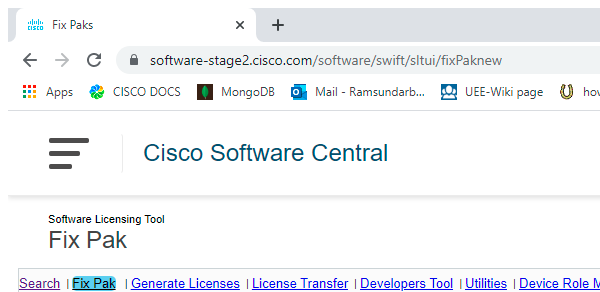 Fix Paks
software-stage2.cisco.com/software/swift/sltui/fixPaknew
Apps CISCO DOCS MongoDB Mail - Ramsundarb... UEE-Wiki page how
Cisco Software Central
Software Licensing Tool
Fix Pak
Search | Fix Pak | Generate Licenses | License Transfer | Developers Tool | Utilities | Device Role M